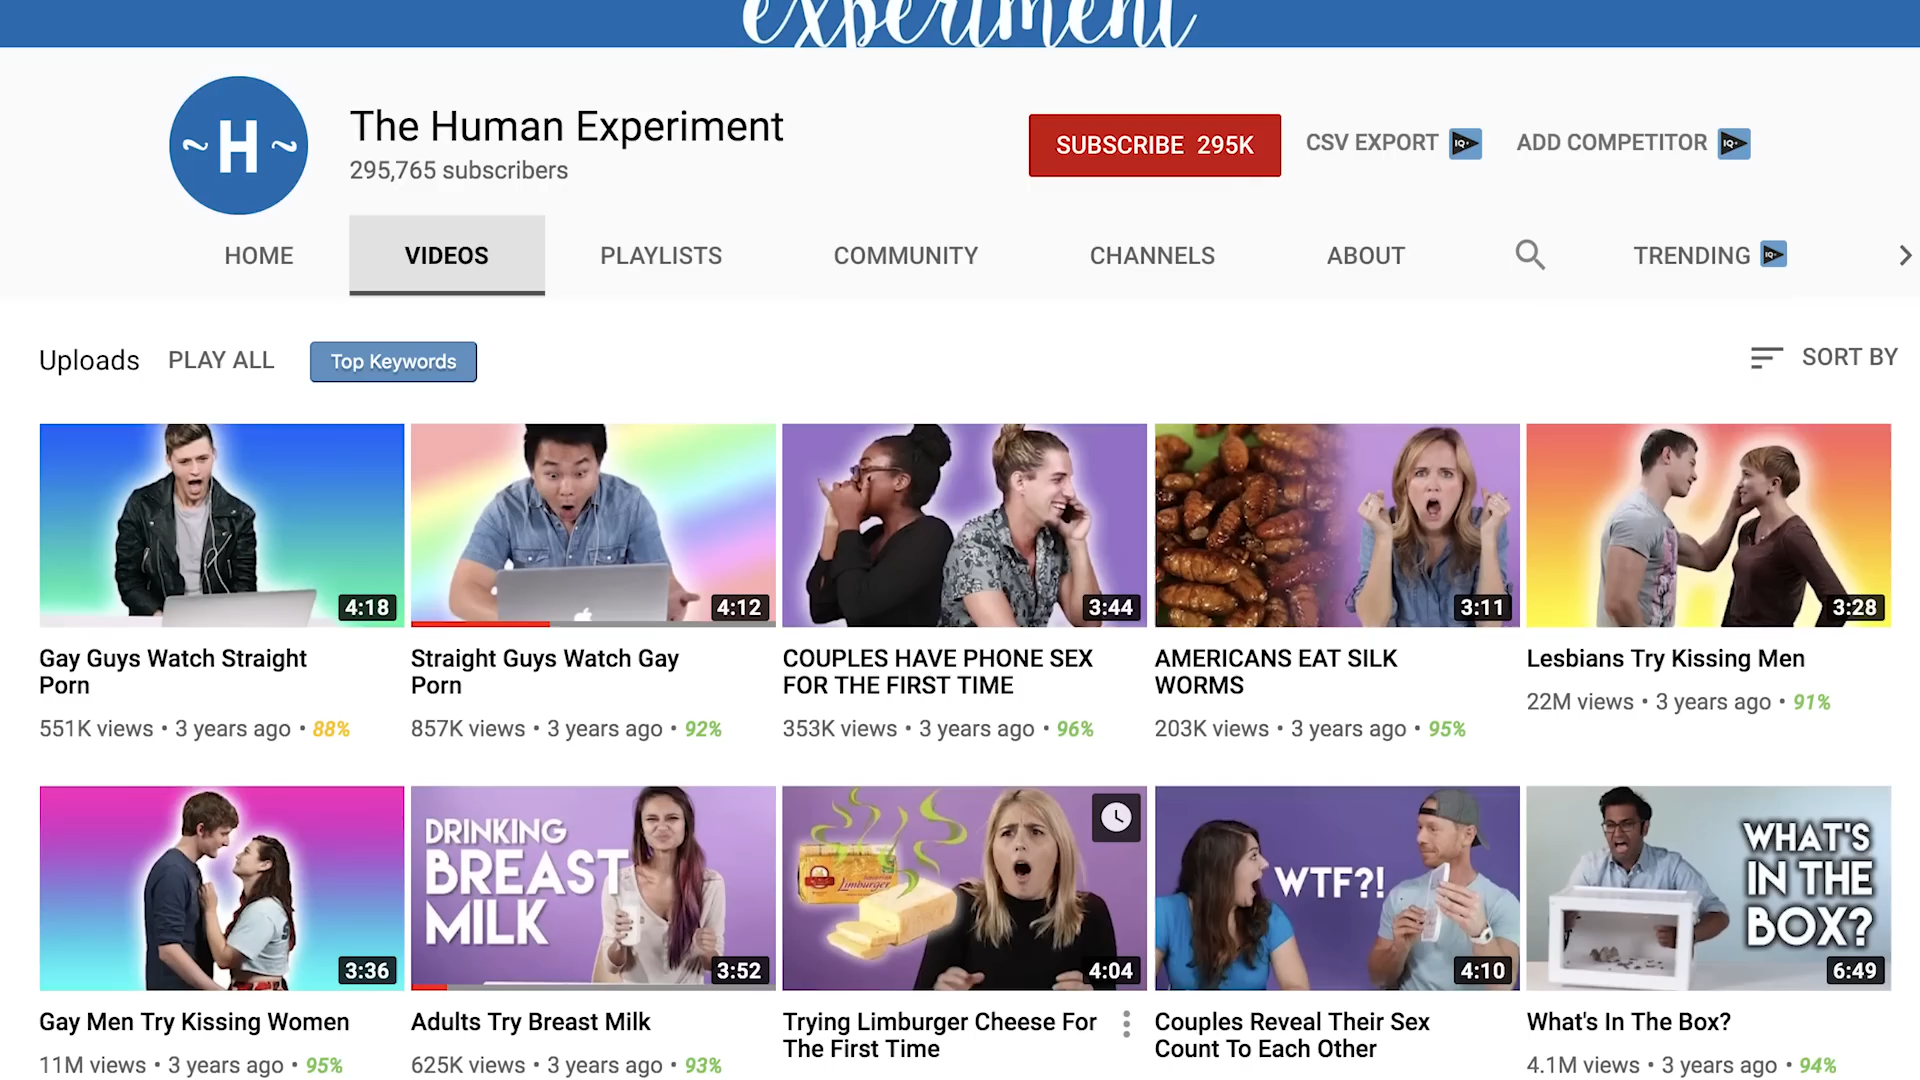 experiment
~H~
The Human Experiment
295,765 subscribers
SUBSCRIBE 295K
CSV EXPORT IQ
ADD COMPETITOR IQ
HOME
VIDEOS
PLAYLISTS
COMMUNITY
CHANNELS
ABOUT
TRENDING IQ
Uploads
PLAY ALL
Top Keywords
SORT BY
4:18
4:12
3:44
3:11
3:28
Gay Guys Watch Straight
Porn
551K views • 3 years ago • 88%
Straight Guys Watch Gay
Porn
857K views • 3 years ago • 92%
COUPLES HAVE PHONE SEX
FOR THE FIRST TIME
353K views • 3 years ago • 96%
AMERICANS EAT SILK
WORMS
203K views • 3 years ago • 95%
Lesbians Try Kissing Men
22M views • 3 years ago • 91%
3:36
DRINKING
BREAST
MILK
3:52
Limburger
4:04
WTF?!
4:10
WHAT'S
IN THE
BOX?
6:49
Gay Men Try Kissing Women
11M views • 3 years ago • 95%
Adults Try Breast Milk
625K views • 3 years ago • 93%
Trying Limburger Cheese For
The First Time
Couples Reveal Their Sex
Count To Each Other
What's In The Box?
4.1M views • 3 years ago • 94%